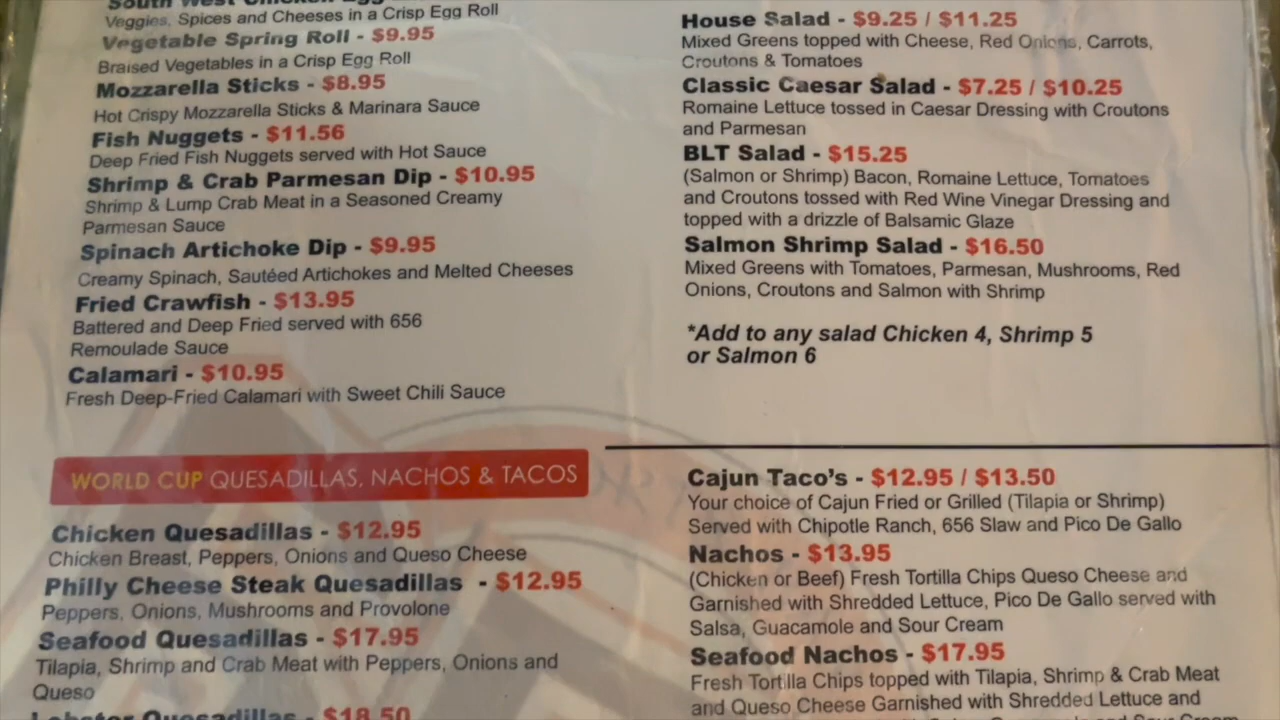 South West Chicken Egg
Veggies, Spices and Cheeses in a Crisp Egg Roll
Vegetable Spring Roll - $9.95
Braised Vegetables in a Crisp Egg Roll
Mozzarella Sticks - $8.95
Hot Crispy Mozzarella Sticks & Marinara Sauce
Fish Nuggets - $11.56
Deep Fried Fish Nuggets served with Hot Sauce
Shrimp & Crab Parmesan Dip - $10.95
Shrimp & Lump Crab Meat in a Seasoned Creamy
Parmesan Sauce
Spinach Artichoke Dip - $9.95
Creamy Spinach, Sautéed Artichokes and Melted Cheeses
Fried Crawfish - $13.95
Battered and Deep Fried served with 656
Remoulade Sauce
Calamari - $10.95
Fresh Deep-Fried Calamari with Sweet Chili Sauce
House Salad - $9.25 / $11.25
Mixed Greens topped with Cheese, Red Onions, Carrots,
Croutons & Tomatoes
Classic Caesar Salad - $7.25 / $10.25
Romaine Lettuce tossed in Caesar Dressing with Croutons
and Parmesan
BLT Salad - $15.25
(Salmon or Shrimp) Bacon, Romaine Lettuce, Tomatoes
and Croutons tossed with Red Wine Vinegar Dressing and
topped with a drizzle of Balsamic Glaze
Salmon Shrimp Salad - $16.50
Mixed Greens with Tomatoes, Parmesan, Mushrooms, Red
Onions, Croutons and Salmon with Shrimp
*Add to any salad Chicken 4, Shrimp 5
or Salmon 6
WORLD CUP QUESADILLAS, NACHOS & TACOS
Chicken Quesadillas - $12.95
Chicken Breast, Peppers, Onions and Queso Cheese
Philly Cheese Steak Quesadillas - $12.95
Peppers, Onions, Mushrooms and Provolone
Seafood Quesadillas - $17.95
Tilapia, Shrimp and Crab Meat with Peppers, Onions and
Queso
Lobster Quesadillas - $18.50
Cajun Taco's - $12.95 / $13.50
Your choice of Cajun Fried or Grilled (Tilapia or Shrimp)
Served with Chipotle Ranch, 656 Slaw and Pico De Gallo
Nachos - $13.95
(Chicken or Beef) Fresh Tortilla Chips Queso Cheese and
Garnished with Shredded Lettuce, Pico De Gallo served with
Salsa, Guacamole and Sour Cream
Seafood Nachos - $17.95
Fresh Tortilla Chips topped with Tilapia, Shrimp & Crab Meat
and Queso Cheese Garnished with Shredded Lettuce and
Sour Cream